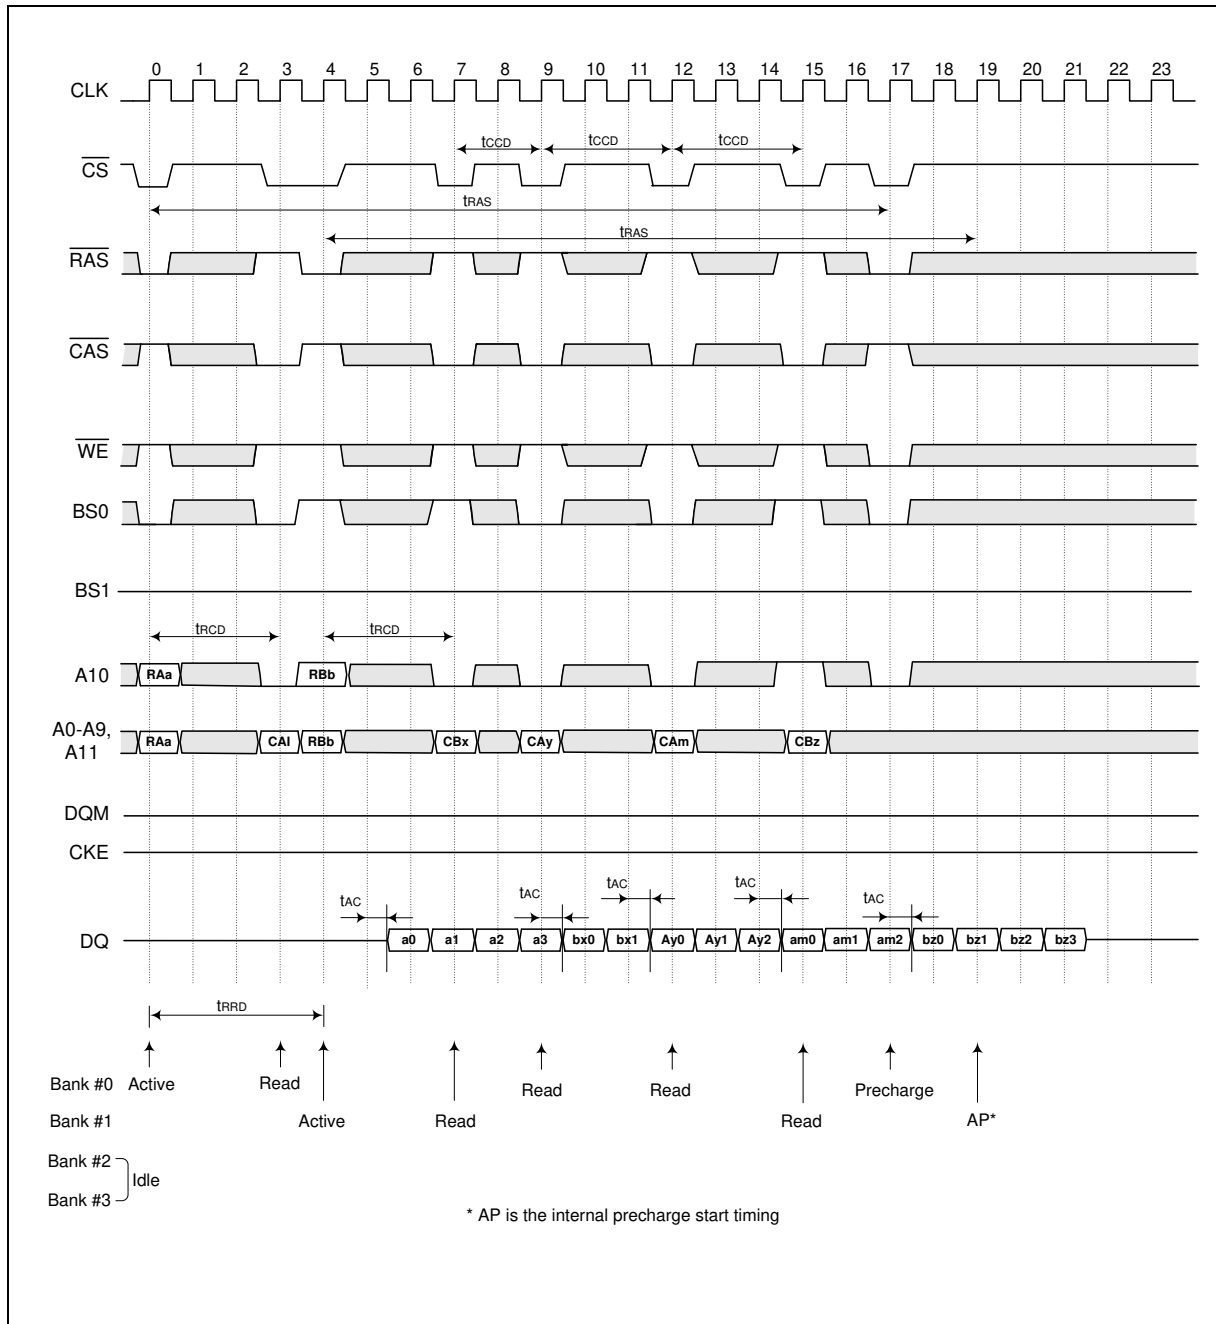 0 1 2 3 4 5 6 7 8 9 10 11 12 13 14 15 16 17 18 19 20 21 22 23
CLK
tCCD tCCD tCCD
CS
tRAS
tRAS
RAS
CAS
WE
BS0
BS1
tRCD tRCD
A10 RAa RBb
A0-A9, A11 RAa CAI RBb CBx CAy CAm CBz
DQM
CKE
tAC tAC tAC tAC tAC
DQ a0 a1 a2 a3 bx0 bx1 Ay0 Ay1 Ay2 am0 am1 am2 bz0 bz1 bz2 bz3
tRRD
Bank #0 Active Read Read Read Precharge
Bank #1 Active Read Read AP*
Bank #2
Idle
Bank #3
* AP is the internal precharge start timing